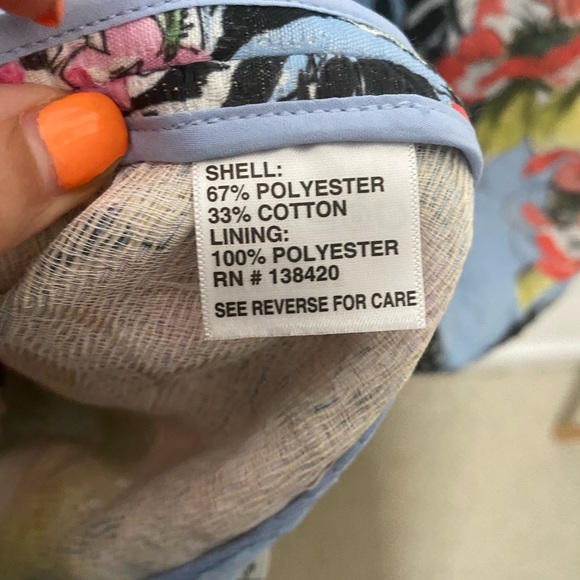 SHELL:
67% POLYESTER
33% COTTON
LINING:
100% POLYESTER
RN # 138420
SEE REVERSE FOR CARE